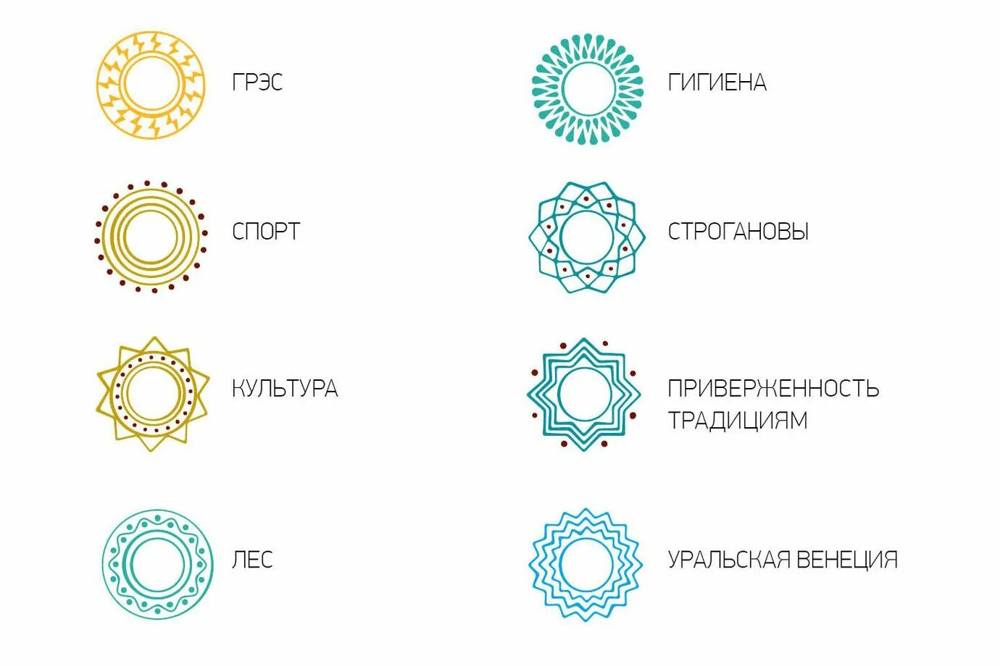 ГРЭС
ГИГИЕНА
СПОРТ
СТРОГАНОВЫ
КУЛЬТУРА
ПРИВЕРЖЕННОСТЬ
ТРАДИЦИЯМ
ЛЕС
УРАЛЬСКАЯ ВЕНЕЦИЯ